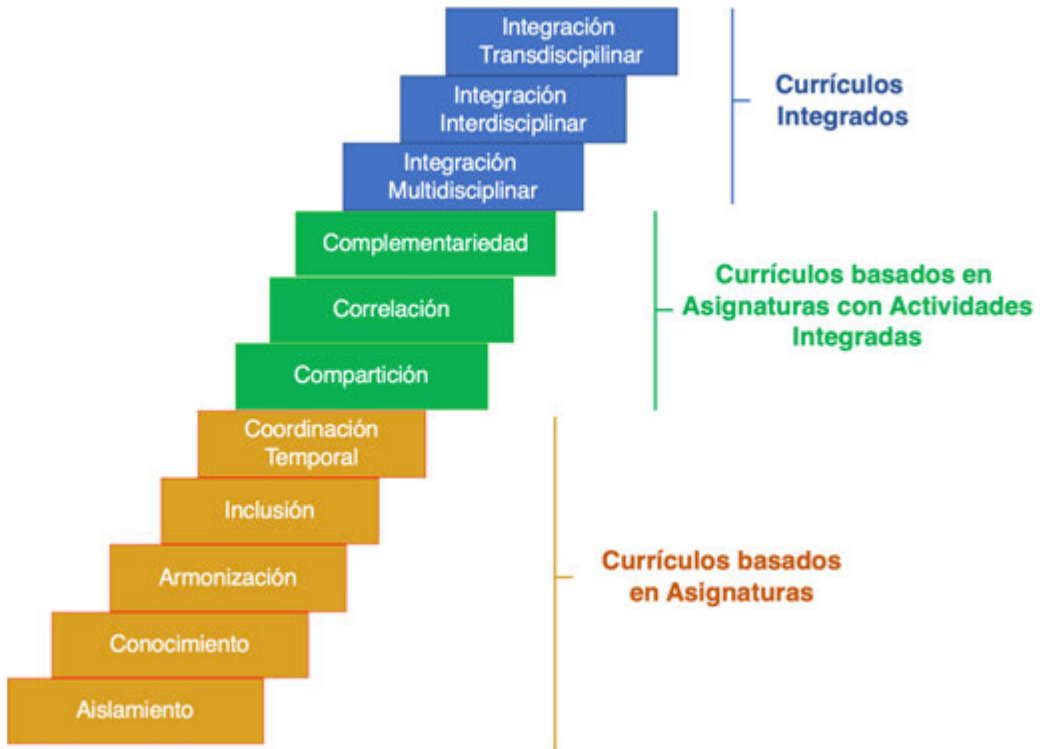 Integración
Transdiscipilinar
Integración
Interdisciplinar
Integración
Multidisciplinar
Complementariedad
Correlación
Compartición
Coordinación
Temporal
Inclusión
Armonización
Conocimiento
Aislamiento
Currículos
Integrados
Currículos basados en
Asignaturas con Actividades
Integradas
Currículos basados
en Asignaturas